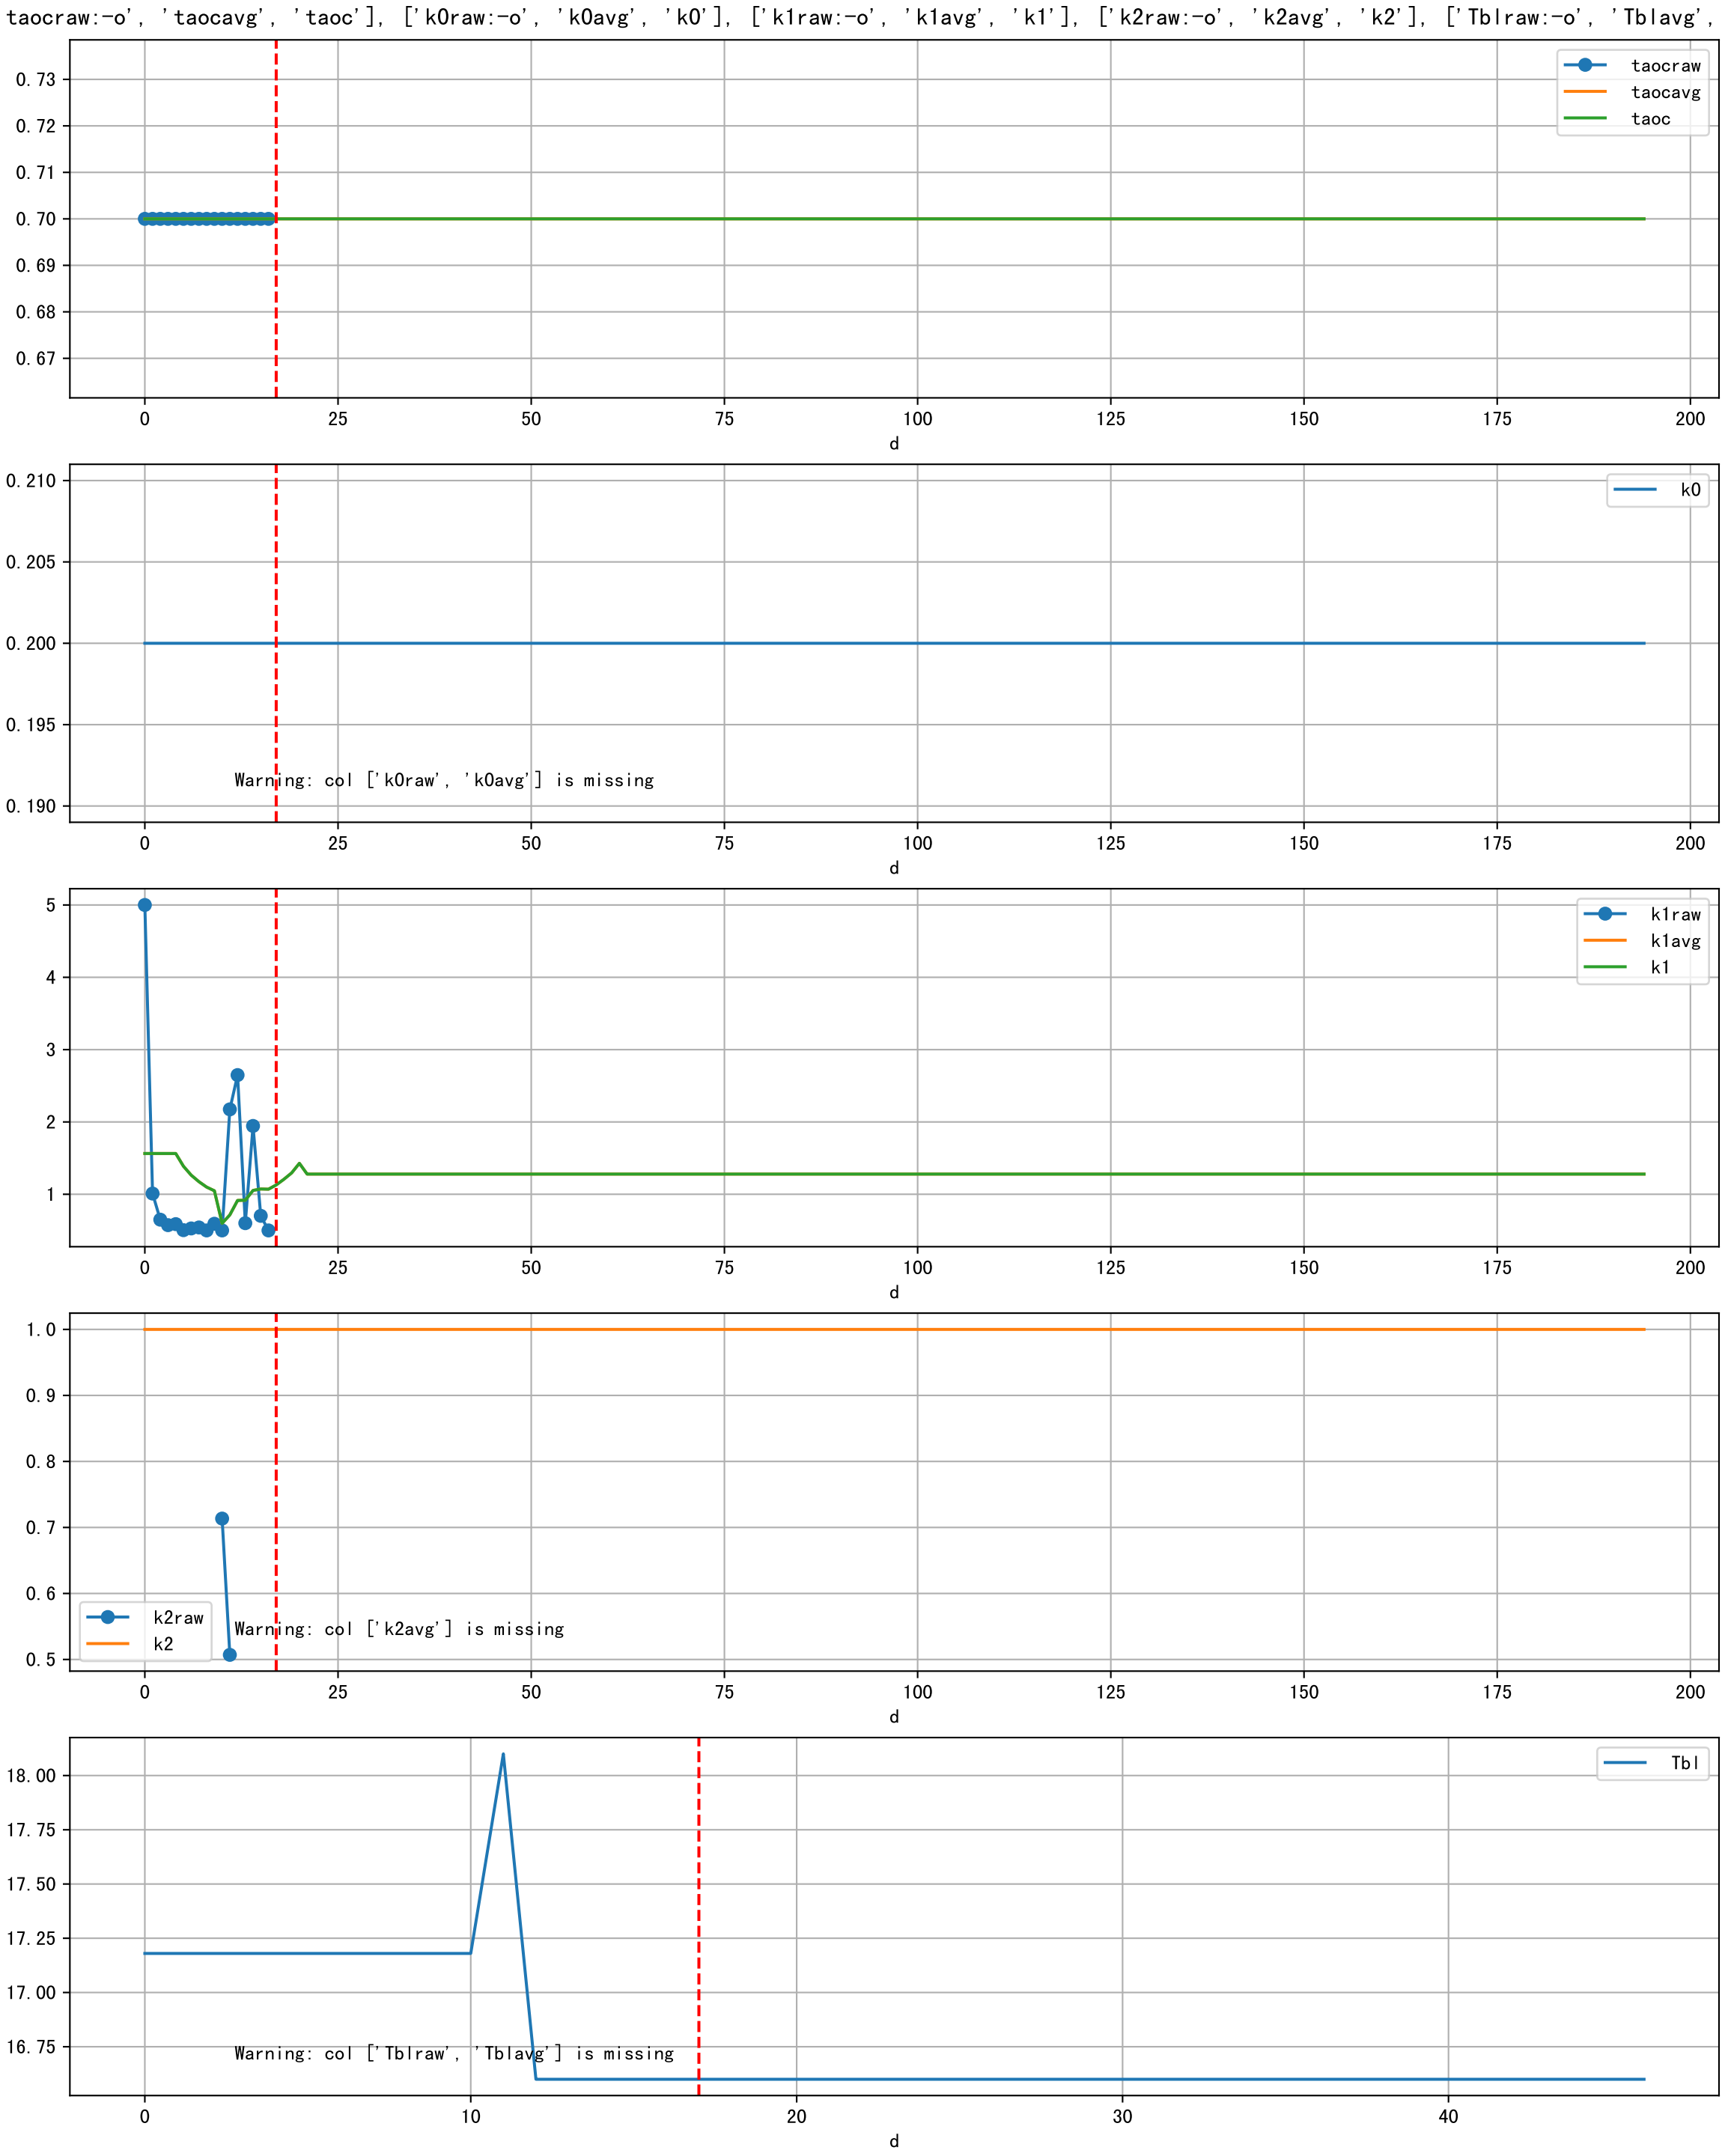 taocraw:-o', 'taocavg', 'taoc'], ['k0raw:-o', 'k0avg', 'k0'], ['k1raw:-o', 'k1avg', 'k1'], ['k2raw:-o', 'k2avg', 'k2'], ['Tblraw:-o', 'Tblavg',
0.73
0.72
0.71
0.70
0.69
0.68
0.67
taocraw
taocavg
taoc
0 25 50 75 100 125 150 175 200
d
0.210
0.205
0.200
0.195
0.190
k0
Warning: col ['k0raw', 'k0avg'] is missing
0 25 50 75 100 125 150 175 200
d
5
4
3
2
1
k1raw
k1avg
k1
0 25 50 75 100 125 150 175 200
d
1.0
0.9
0.8
0.7
0.6
0.5
k2raw
k2
Warning: col ['k2avg'] is missing
0 25 50 75 100 125 150 175 200
d
18.00
17.75
17.50
17.25
17.00
16.75
Tbl
Warning: col ['Tblraw', 'Tblavg'] is missing
0 10 20 30 40
d